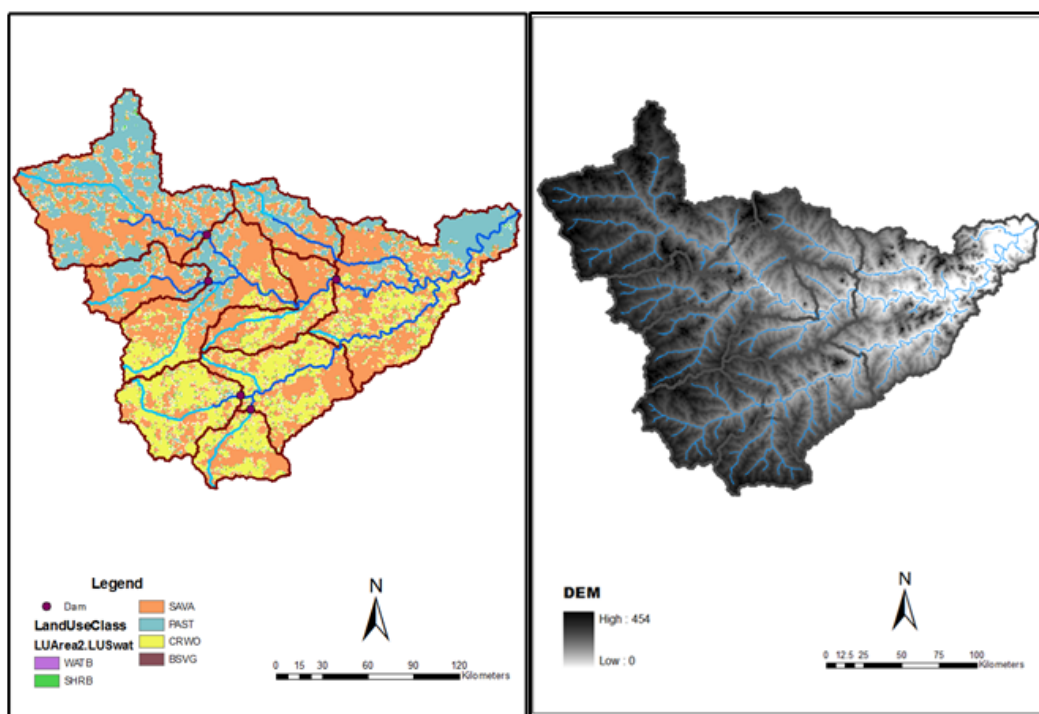 Legend
Dam
LandUseClass
LUArea2.LUSwat
WATB
SHRB
SAVA
PAST
CRWO
BSVG
N
0 15 30 60 90 120
Kilometers
DEM
High : 454
Low : 0
N
0 12.5 25 50 75 100
Kilometers